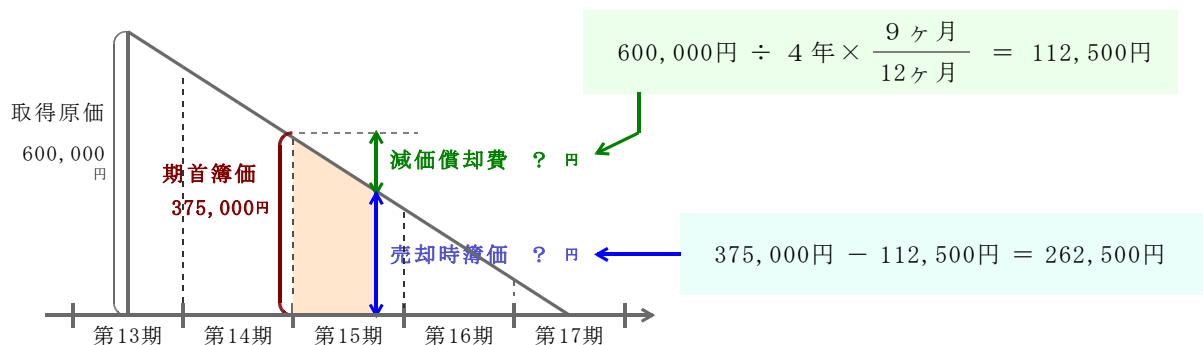 600,000円 ÷ 4年× 9ヶ月 / 12ヶ月 = 112,500円
取得原価
600,000
円
期首簿価
375,000円
減価償却費 ? 円
売却時簿価 ? 円
375,000円 － 112,500円 = 262,500円
第13期 第14期 第15期 第16期 第17期